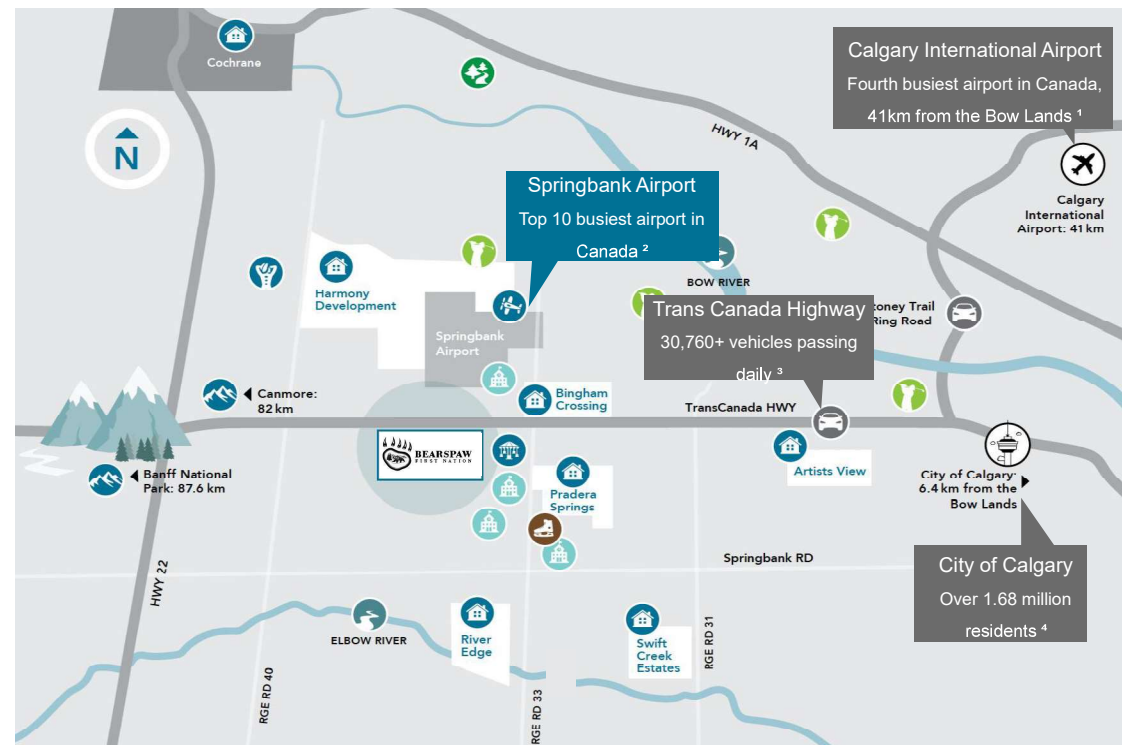 Cochrane
N
HWY 1A
Calgary International Airport
Fourth busiest airport in Canada,
41km from the Bow Lands ¹
Calgary
International
Airport: 41 km
Springbank Airport
Top 10 busiest airport in
Canada ²
BOW RIVER
Harmony
Development
Springbank
Airport
Trans Canada Highway
30,760+ vehicles passing
daily ³
toney Trail
Ring Road
Canmore:
82 km
Bingham
Crossing
TransCanada HWY
BEARSPAW
FIRST NATION
Banff National
Park: 87.6 km
Pradera
Springs
Artists View
City of Calgary:
6.4 km from the
Bow Lands
Springbank RD
City of Calgary
Over 1.68 million
residents ⁴
HWY 22
ELBOW RIVER
River
Edge
Swift
Creek
Estates
RGE RD 31
RGE RD 40
RGE RD 33